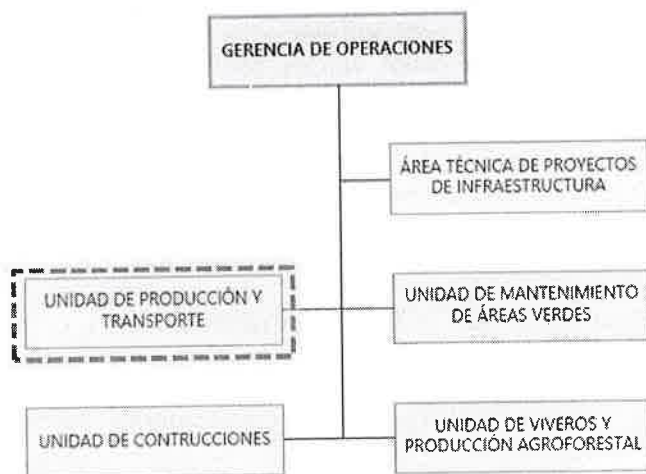 GERENCIA DE OPERACIONES
ÁREA TÉCNICA DE PROYECTOS
DE INFRAESTRUCTURA
UNIDAD DE PRODUCCIÓN Y
TRANSPORTE
UNIDAD DE MANTENIMIENTO
DE ÁREAS VERDES
UNIDAD DE CONTRUCCIONES
UNIDAD DE VIVEROS Y
PRODUCCIÓN AGROFORESTAL